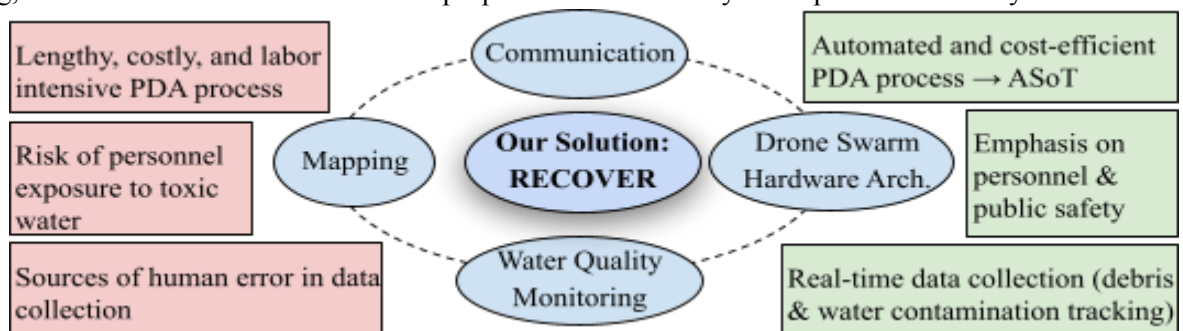 Lengthy, costly, and labor
intensive PDA process
Risk of personnel
exposure to toxic
water
Sources of human error in data
collection
Communication
Mapping
Our Solution:
RECOVER
Drone Swarm
Hardware Arch.
Water Quality
Monitoring
Automated and cost-efficient
PDA process → ASoT
Emphasis on
personnel &
public safety
Real-time data collection (debris
& water contamination tracking)